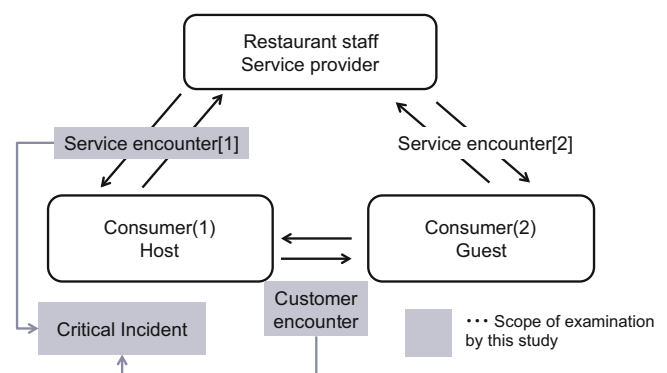 Restaurant staff
Service provider
Service encounter[1]
Service encounter[2]
Consumer(1)
Host
Consumer(2)
Guest
Customer
encounter
Critical Incident
••• Scope of examination
by this study